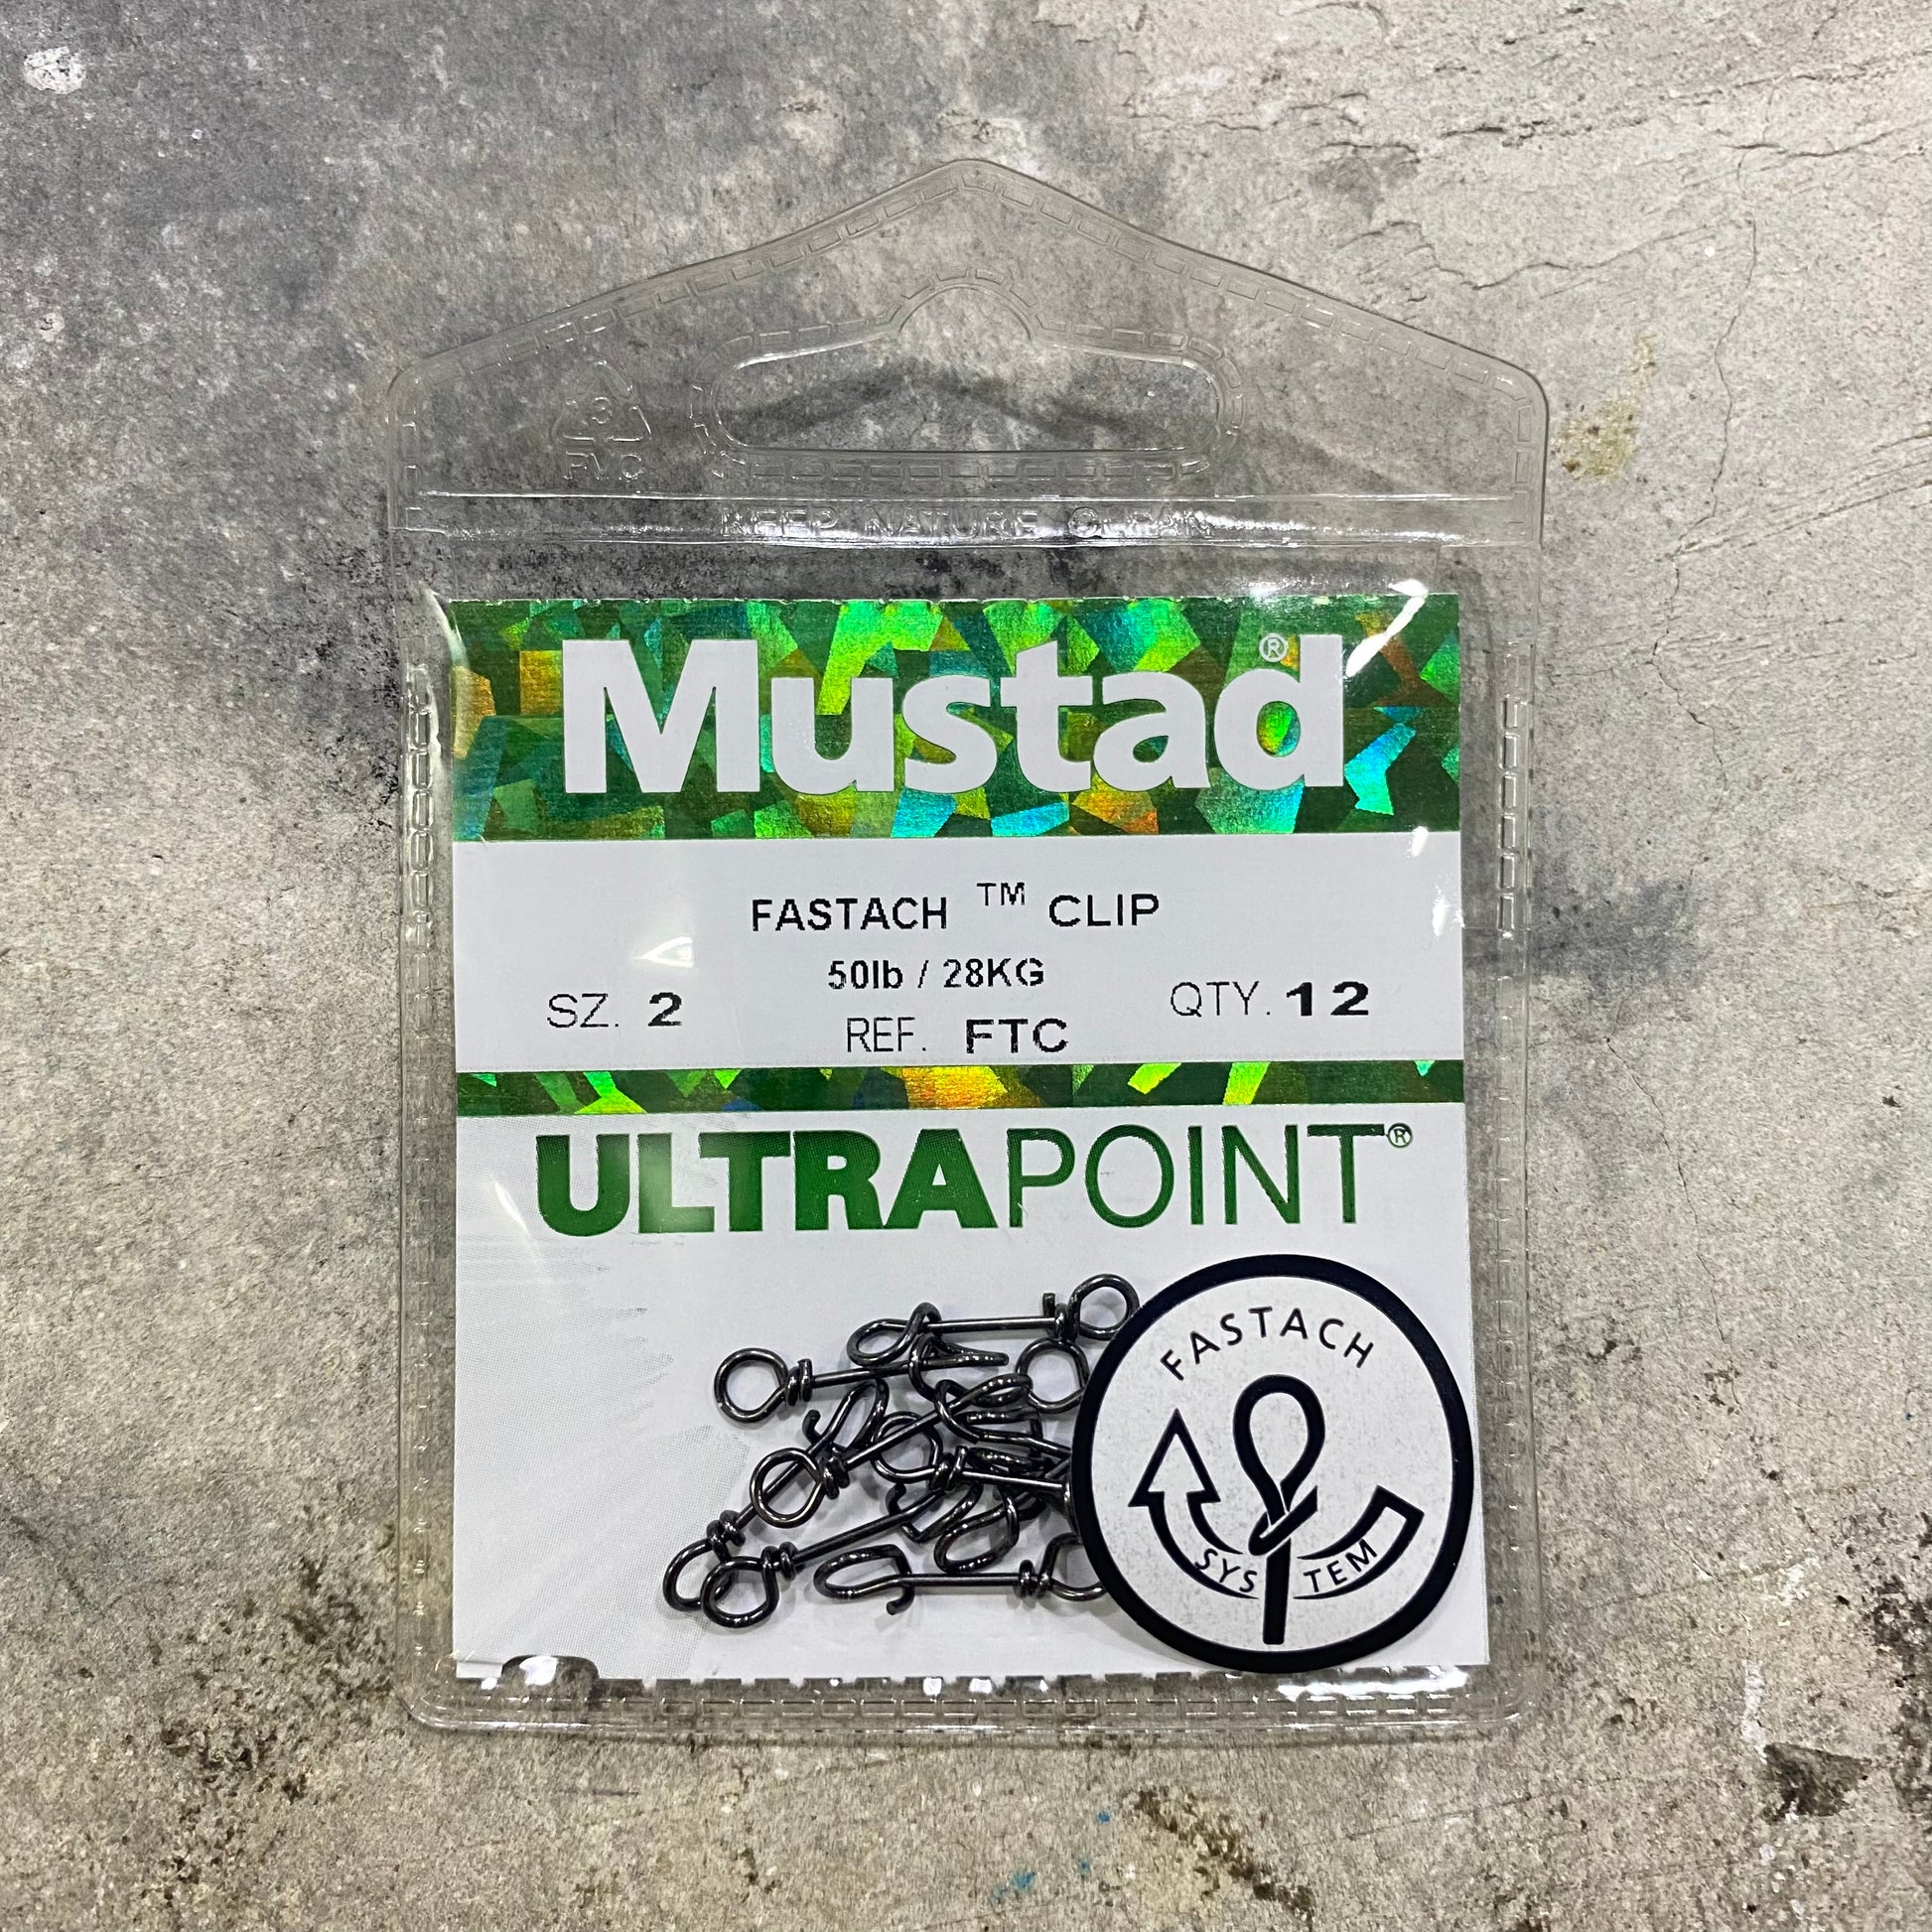 3
PVC
KEEP NATURE CLEAN
Mustad®
FASTACH ™ CLIP
50lb / 28KG
SZ. 2
REF. FTC
QTY. 12
ULTRAPOINT®
FASTACH
SYSTEM